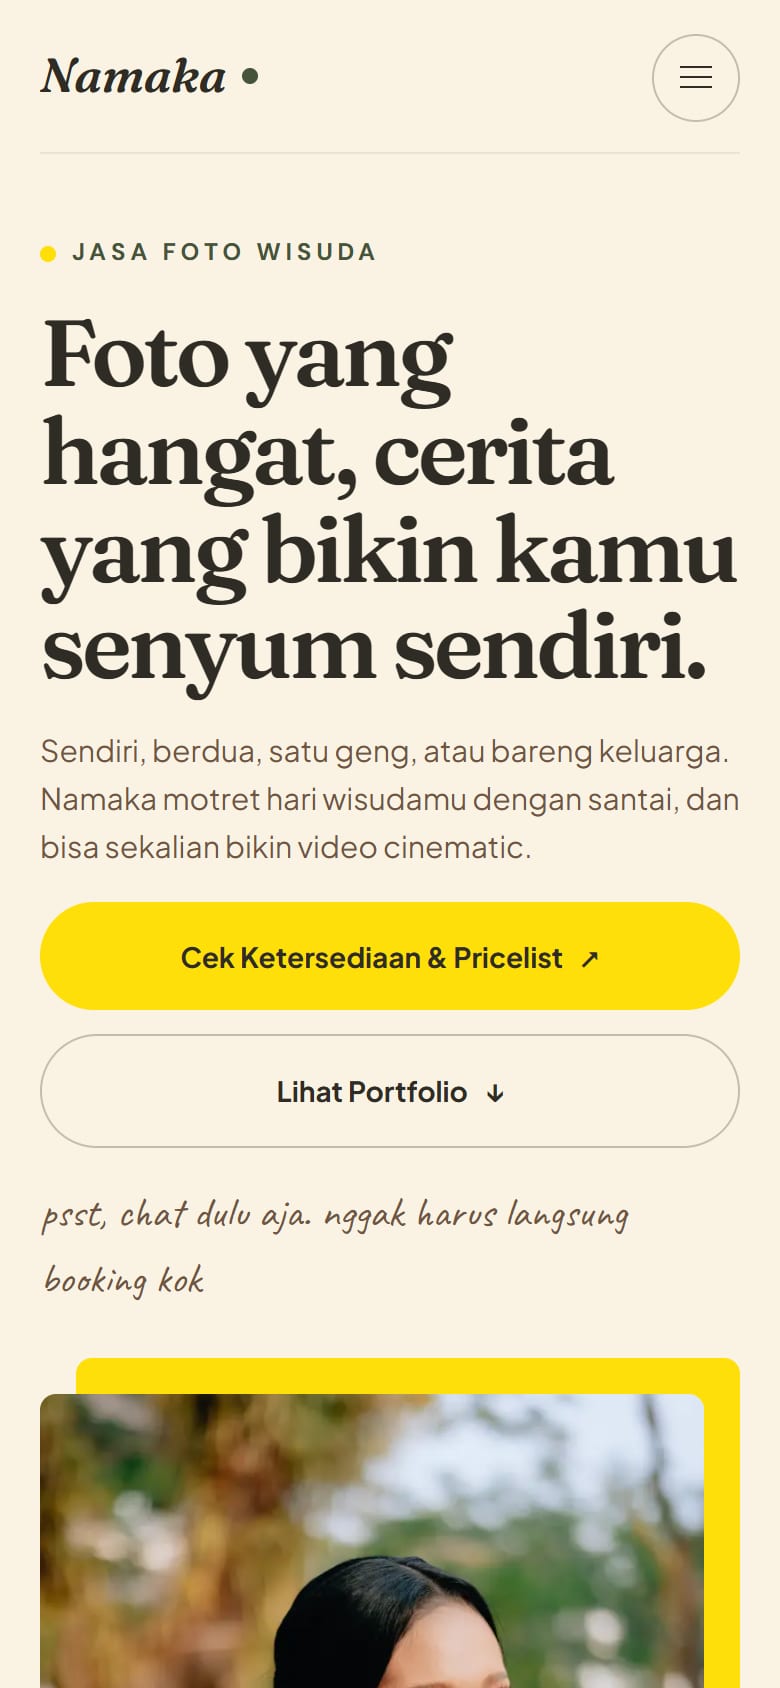 Namaka
JASA FOTO WISUDA
Foto yang
hangat, cerita
yang bikin kamu
senyum sendiri.
Sendiri, berdua, satu geng, atau bareng keluarga.
Namaka motret hari wisudamu dengan santai, dan
bisa sekalian bikin video cinematic.
Cek Ketersediaan & Pricelist ↗
Lihat Portfolio ↓
psst, chat dulu aja. nggak harus langsung
booking kok